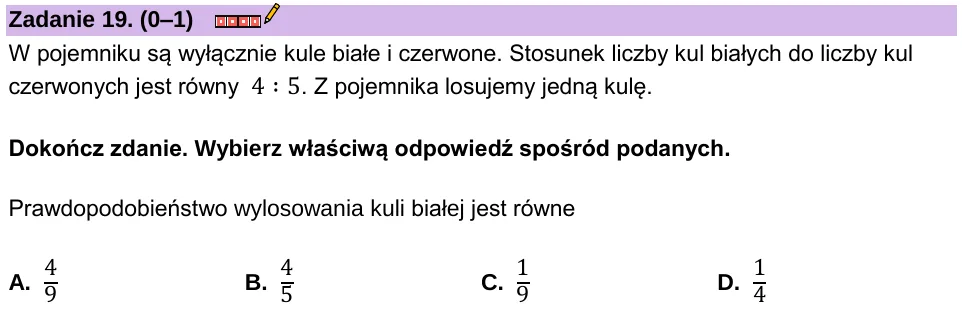 Zadanie 19. (0–1)
W pojemniku są wyłącznie kule białe i czerwone. Stosunek liczby kul białych do liczby kul
czerwonych jest równy 4 : 5. Z pojemnika losujemy jedną kulę.
Dokończ zdanie. Wybierz właściwą odpowiedź spośród podanych.
Prawdopodobieństwo wylosowania kuli białej jest równe
A. 4/9 B. 4/5 C. 1/9 D. 1/4